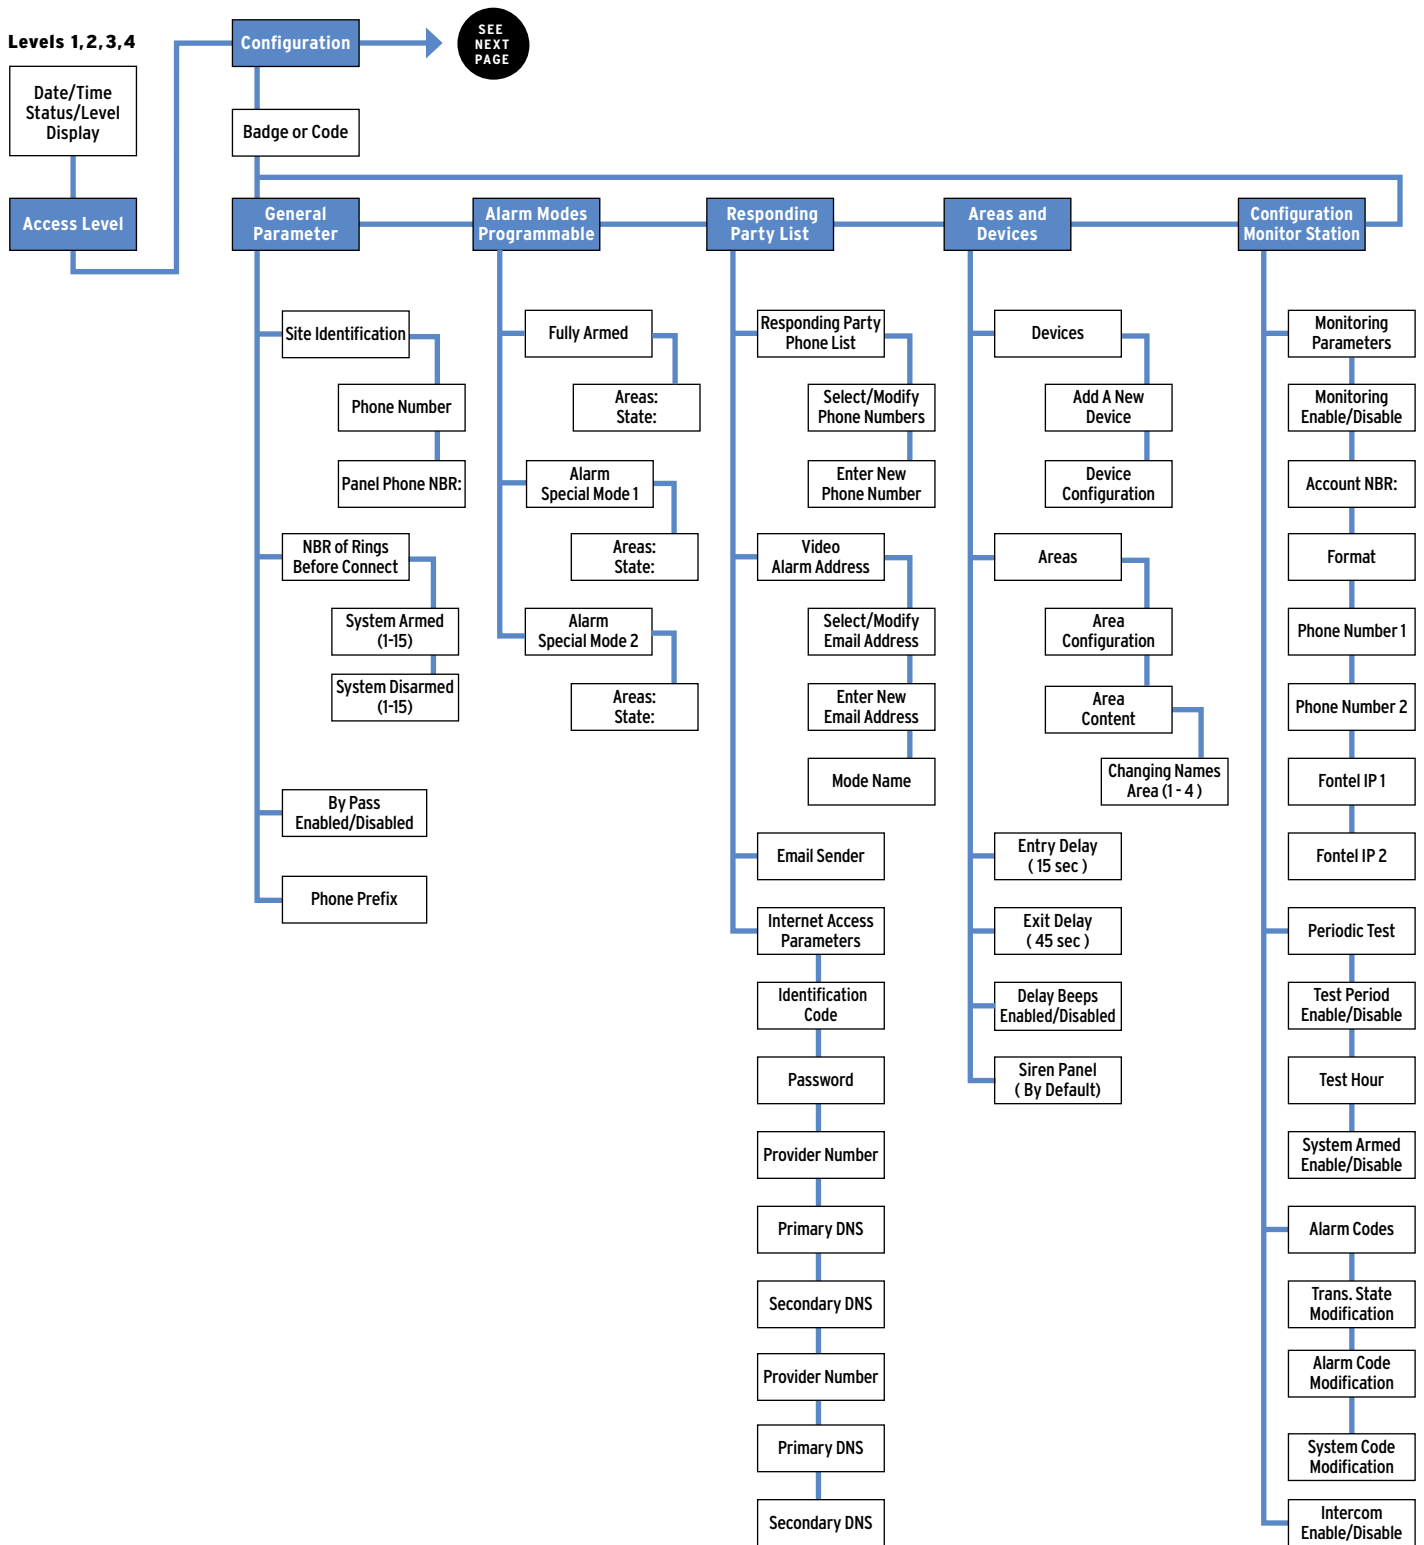 Levels 1, 2, 3, 4
Date/Time
Status/Level
Display
Access Level
Configuration
SEE
NEXT
PAGE
Badge or Code
General
Parameter
Site Identification
Phone Number
Panel Phone NBR:
NBR of Rings
Before Connect
System Armed
(1-15)
System Disarmed
(1-15)
By Pass
Enabled/Disabled
Phone Prefix
Alarm Modes
Programmable
Fully Armed
Areas:
State:
Alarm
Special Mode 1
Areas:
State:
Alarm
Special Mode 2
Areas:
State:
Responding
Party List
Responding Party
Phone List
Select/Modify
Phone Numbers
Enter New
Phone Number
Video
Alarm Address
Select/Modify
Email Address
Enter New
Email Address
Mode Name
Email Sender
Internet Access
Parameters
Identification
Code
Password
Provider Number
Primary DNS
Secondary DNS
Provider Number
Primary DNS
Secondary DNS
Areas and
Devices
Devices
Add A New
Device
Device
Configuration
Areas
Area
Configuration
Area
Content
Changing Names
Area (1 - 4 )
Entry Delay
( 15 sec )
Exit Delay
( 45 sec )
Delay Beeps
Enabled/Disabled
Siren Panel
( By Default)
Configuration
Monitor Station
Monitoring
Parameters
Monitoring
Enable/Disable
Account NBR:
Format
Phone Number 1
Phone Number 2
Fontel IP 1
Fontel IP 2
Periodic Test
Test Period
Enable/Disable
Test Hour
System Armed
Enable/Disable
Alarm Codes
Trans. State
Modification
Alarm Code
Modification
System Code
Modification
Intercom
Enable/Disable